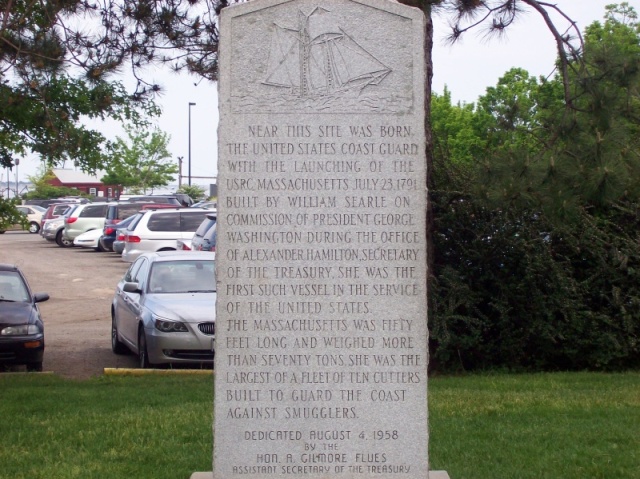 NEAR THIS SITE WAS BORN
THE UNITED STATES COAST GUARD
WITH THE LAUNCHING OF THE
USRC, MASSACHUSETTS, JULY 23, 1791
BUILT BY WILLIAM SEARLE ON
COMMISSION OF PRESIDENT GEORGE
WASHINGTON DURING THE OFFICE
OF ALEXANDER HAMILTON, SECRETARY
OF THE TREASURY, SHE WAS THE
FIRST SUCH VESSEL IN THE SERVICE
OF THE UNITED STATES.
THE MASSACHUSETTS WAS FIFTY
FEET LONG AND WEIGHED MORE
THAN SEVENTY TONS. SHE WAS THE
LARGEST OF A FLEET OF TEN CUTTERS
BUILT TO GUARD THE COAST
AGAINST SMUGGLERS.
DEDICATED AUGUST 4, 1958
BY THE
HON. A. GILMORE FLUES
ASSISTANT SECRETARY OF THE TREASURY